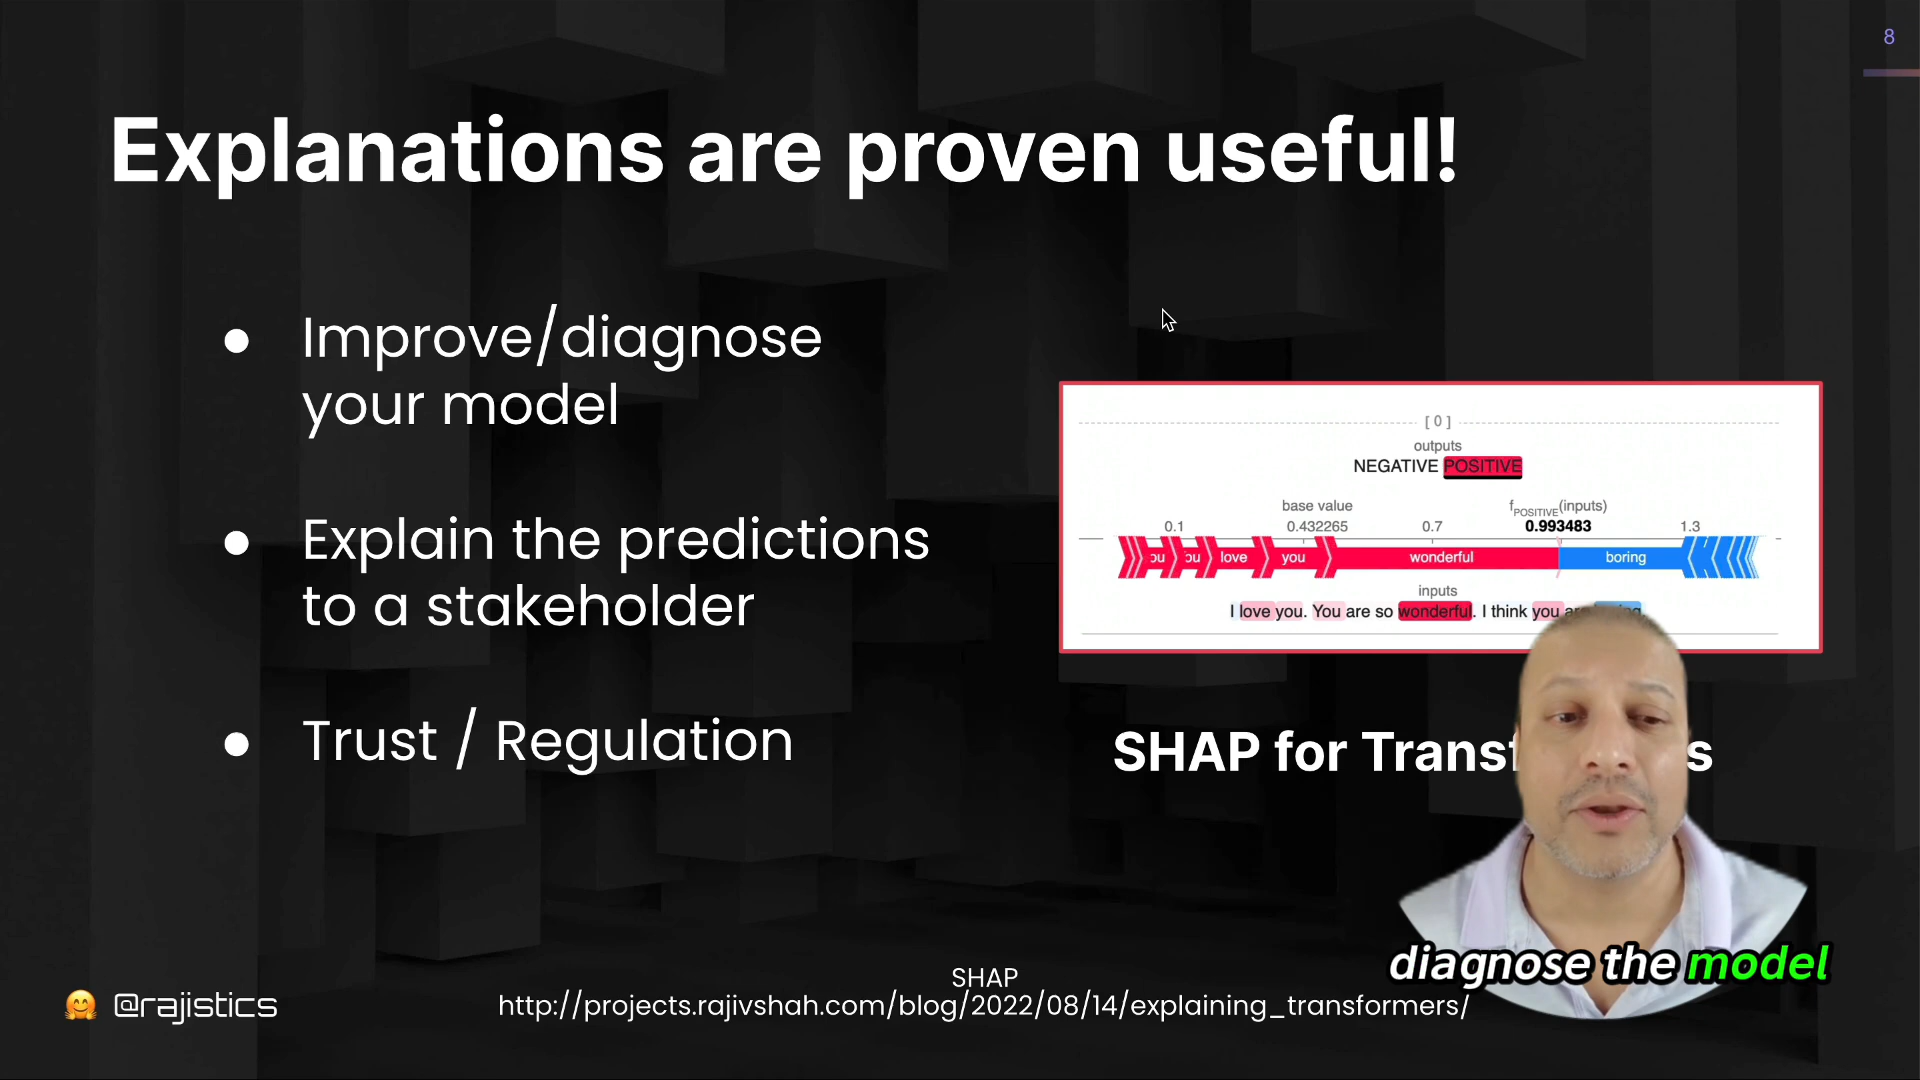 8
Explanations are proven useful!
● Improve/diagnose
your model
● Explain the predictions
to a stakeholder
● Trust / Regulation
[ 0 ]
outputs
NEGATIVE POSITIVE
base value fPOSITIVE(inputs)
0.1 0.432265 0.7 0.993483 1.3
ou ou love you wonderful boring
inputs
I love you. You are so wonderful. I think you
SHAP for
diagnose the model
SHAP
http://projects.rajivshah.com/blog/2022/08/14/explaining_transformers/
🤗 @rajistics